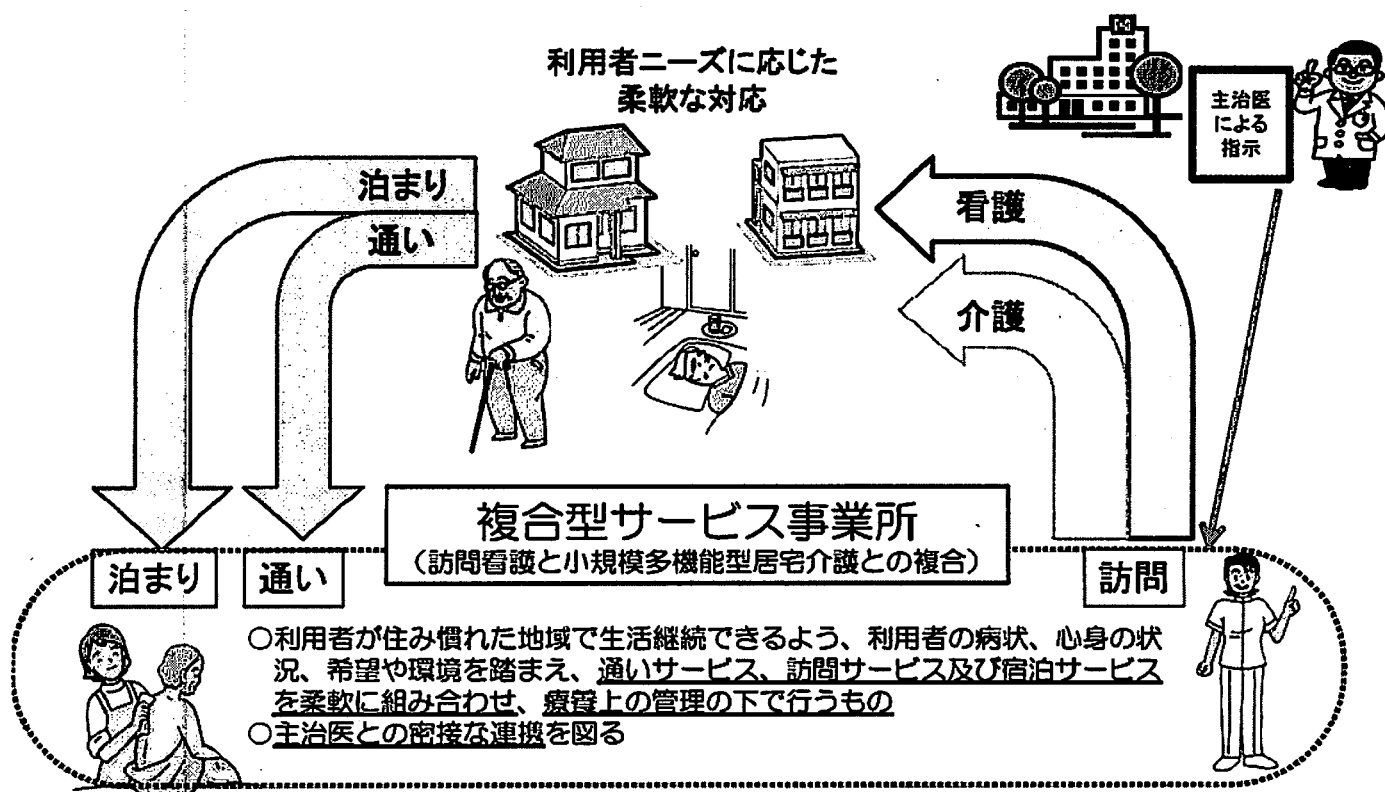 利用者ニーズに応じた
柔軟な対応
主治医
による
指示
泊まり
通い
看護
介護
複合型サービス事業所
（訪問看護と小規模多機能型居宅介護との複合）
泊まり
通い
訪問
○利用者が住み慣れた地域で生活継続できるよう、利用者の病状、心身の状
況、希望や環境を踏まえ、通いサービス、訪問サービス及び宿泊サービス
を柔軟に組み合わせ、療養上の管理の下で行うもの
○主治医との密接な連携を図る